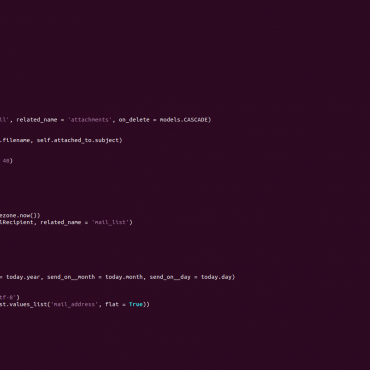 il', related_name = 'attachments', on_delete = models.CASCADE)
.filename, self.attached_to.subject)
40)
ezone.now())
lRecipient, related_name = 'mail_list')
= today.year, send_on__month = today.month, send_on__day = today.day)
tf-8')
st.values_list('mail_address', flat = True))